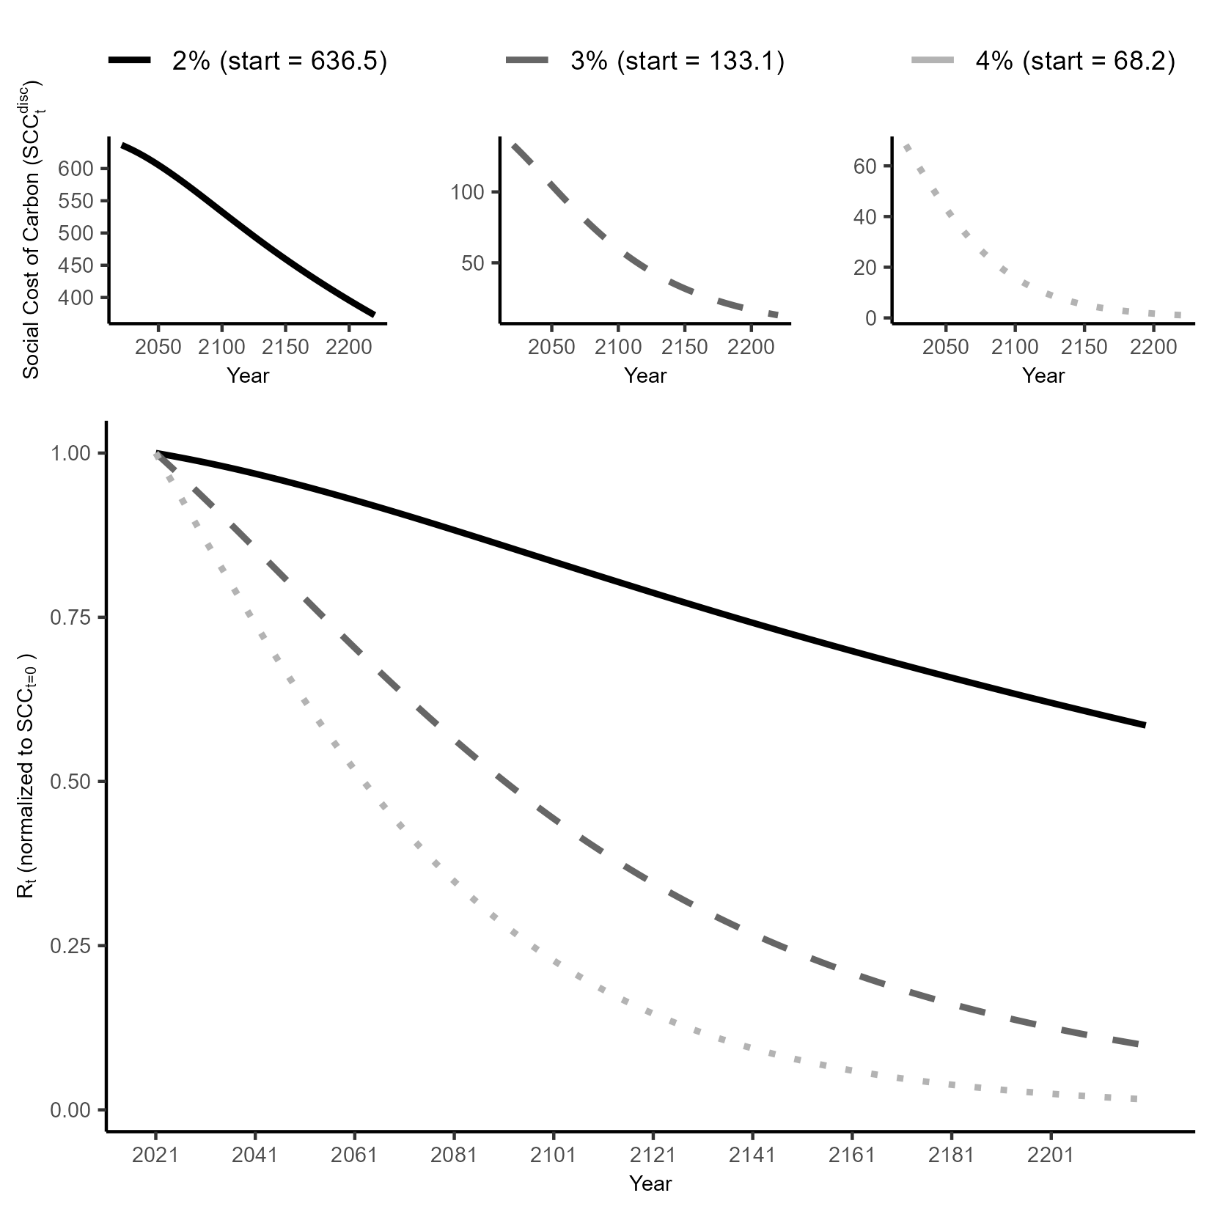 2% (start = 636.5)
3% (start = 133.1)
4% (start = 68.2)
Social Cost of Carbon (SCC_t^disc)
600
550
500
450
400
2050 2100 2150 2200
Year
100
50
2050 2100 2150 2200
Year
60
40
20
0
2050 2100 2150 2200
Year
R_t (normalized to SCC_t=0 )
1.00
0.75
0.50
0.25
0.00
2021 2041 2061 2081 2101 2121 2141 2161 2181 2201
Year